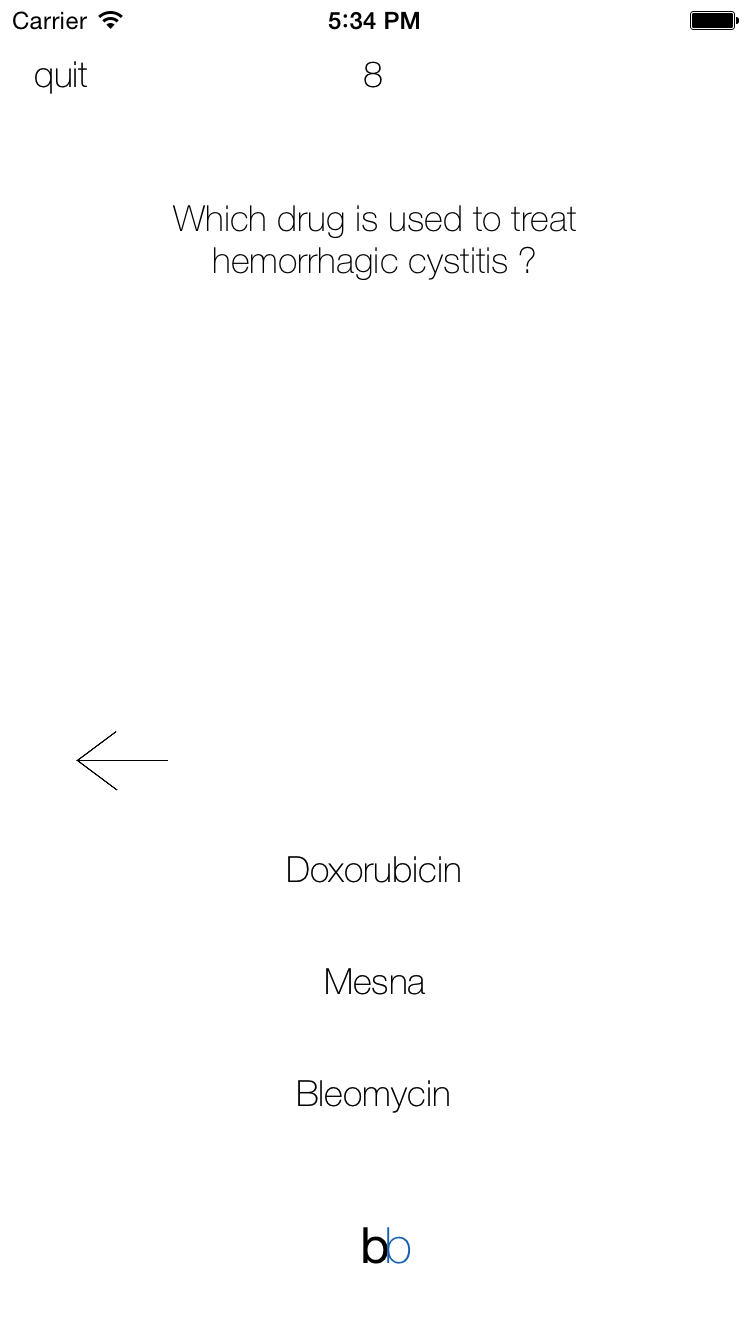 Carrier 5:34 PM
quit 8
Which drug is used to treat
hemorrhagic cystitis ?
Doxorubicin
Mesna
Bleomycin
bb